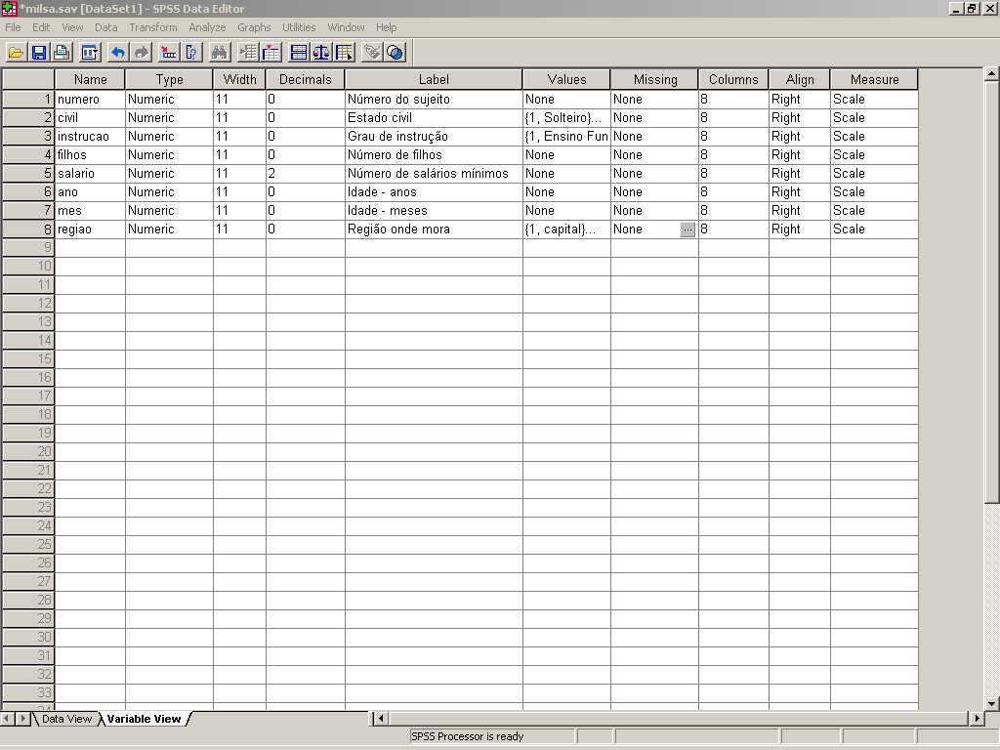 *milsa.sav [DataSet1] - SPSS Data Editor
File Edit View Data Transform Analyze Graphs Utilities Window Help
Name Type Width Decimals Label Values Missing Columns Align Measure
1 numero Numeric 11 0 Número do sujeito None None 8 Right Scale
2 civil Numeric 11 0 Estado civil {1, Solteiro}... None 8 Right Scale
3 instrucao Numeric 11 0 Grau de instrução {1, Ensino Fun None 8 Right Scale
4 filhos Numeric 11 0 Número de filhos None None 8 Right Scale
5 salario Numeric 11 2 Número de salários mínimos None None 8 Right Scale
6 ano Numeric 11 0 Idade - anos None None 8 Right Scale
7 mes Numeric 11 0 Idade - meses None None 8 Right Scale
8 regiao Numeric 11 0 Região onde mora {1, capital}... None ... 8 Right Scale
9
10
11
12
13
14
15
16
17
18
19
20
21
22
23
24
25
26
27
28
29
30
31
32
33
34
Data View Variable View
SPSS Processor is ready